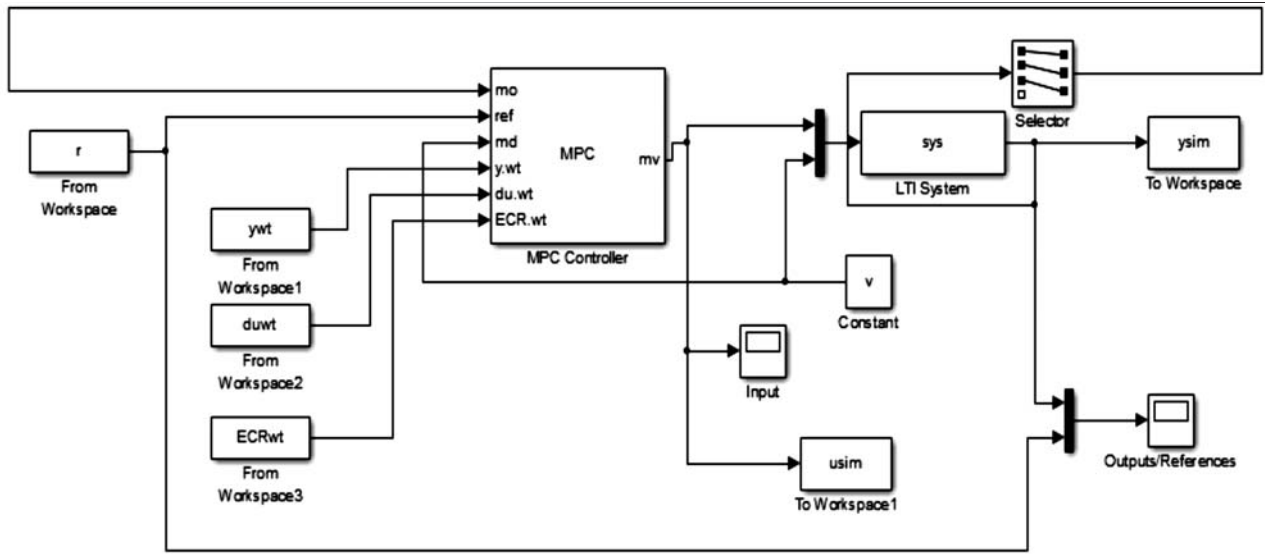 mo
ref
md
y.wt
du.wt
ECR.wt
MPC
mv
MPC Controller
r
From
Workspace
ywt
From
Workspace1
duwt
From
Workspace2
ECRwt
From
Workspace3
Selector
sys
LTI System
ysim
To Workspace
v
Constant
Input
usim
To Workspace1
Outputs/References